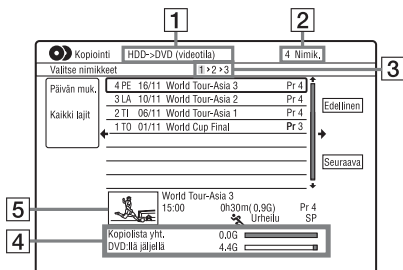 1 2
Kopiointi HDD->DVD (videotila) 4 Nimik.
Valitse nimikkeet 1›2›3 3
Päivän muk. 4 PE 16/11 World Tour-Asia 3 Pr 4
3 LA 10/11 World Tour-Asia 2 Pr 4 Edellinen
Kaikki lajit 2 TI 06/11 World Tour-Asia 1 Pr 4
1 TO 01/11 World Cup Final Pr 3
Seuraava
5 World Tour-Asia 3
15:00 0h30m(0,9G) Pr 4
Urheilu SP
4 Kopiolista yht. 0.0G
DVD:llä jäljellä 4.4G